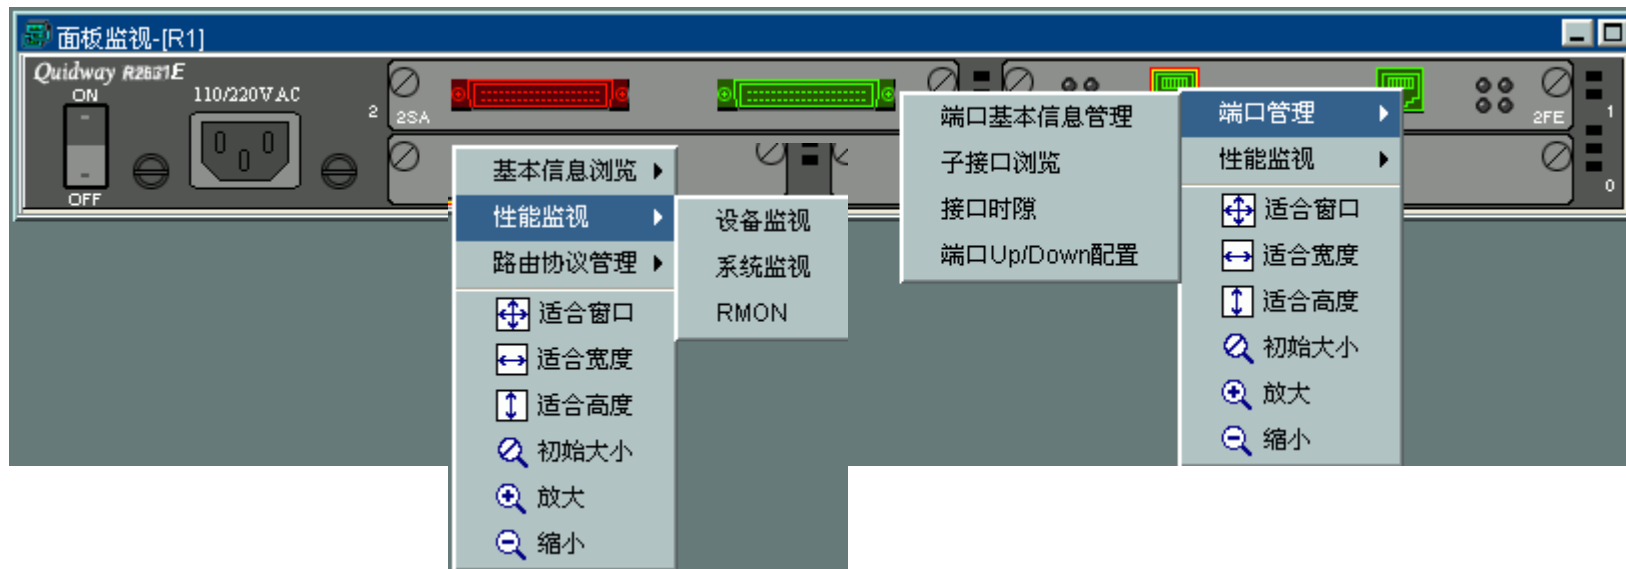 面板监视-[R1]
Quidway R2631E
ON
110/220V AC
OFF
2
2SA
2FE
1
0
基本信息浏览
性能监视
路由协议管理
适合窗口
适合宽度
适合高度
初始大小
放大
缩小
设备监视
系统监视
RMON
端口基本信息管理
子接口浏览
接口时隙
端口Up/Down配置
端口管理
性能监视
适合窗口
适合宽度
适合高度
初始大小
放大
缩小